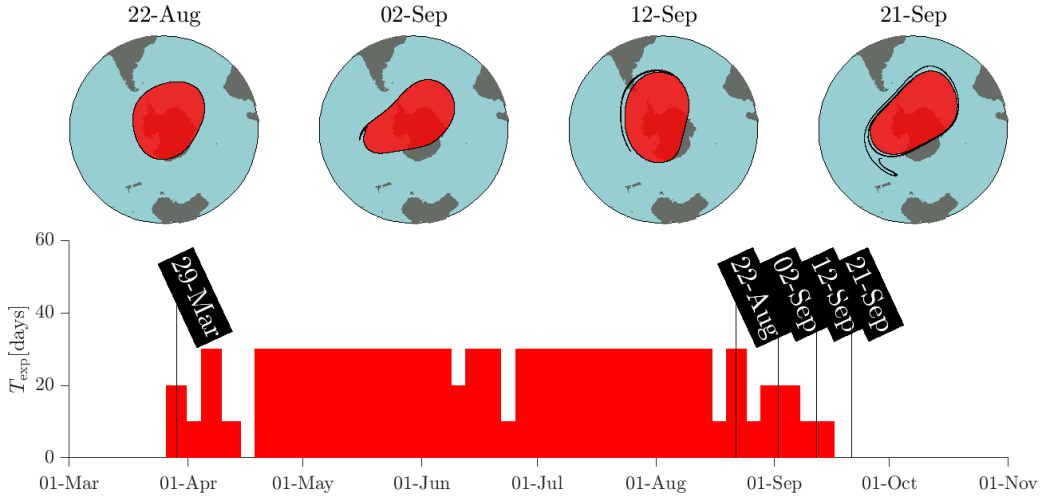 22-Aug 02-Sep 12-Sep 21-Sep
60
40
20
0
T_exp[days]
29-Mar
22-Aug
02-Sep
12-Sep
21-Sep
01-Mar 01-Apr 01-May 01-Jun 01-Jul 01-Aug 01-Sep 01-Oct 01-Nov